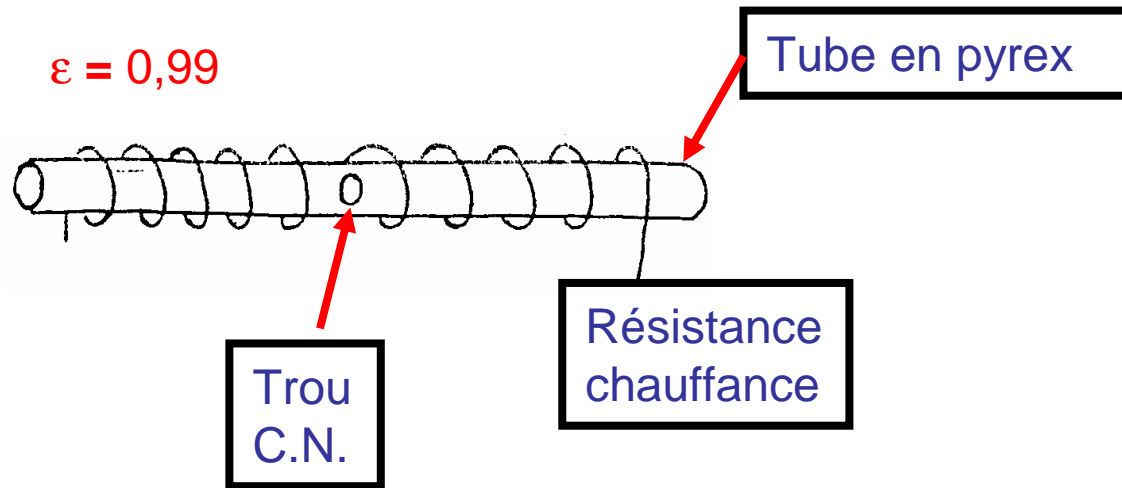 ε = 0,99
Tube en pyrex
Trou
C.N.
Résistance
chauffance